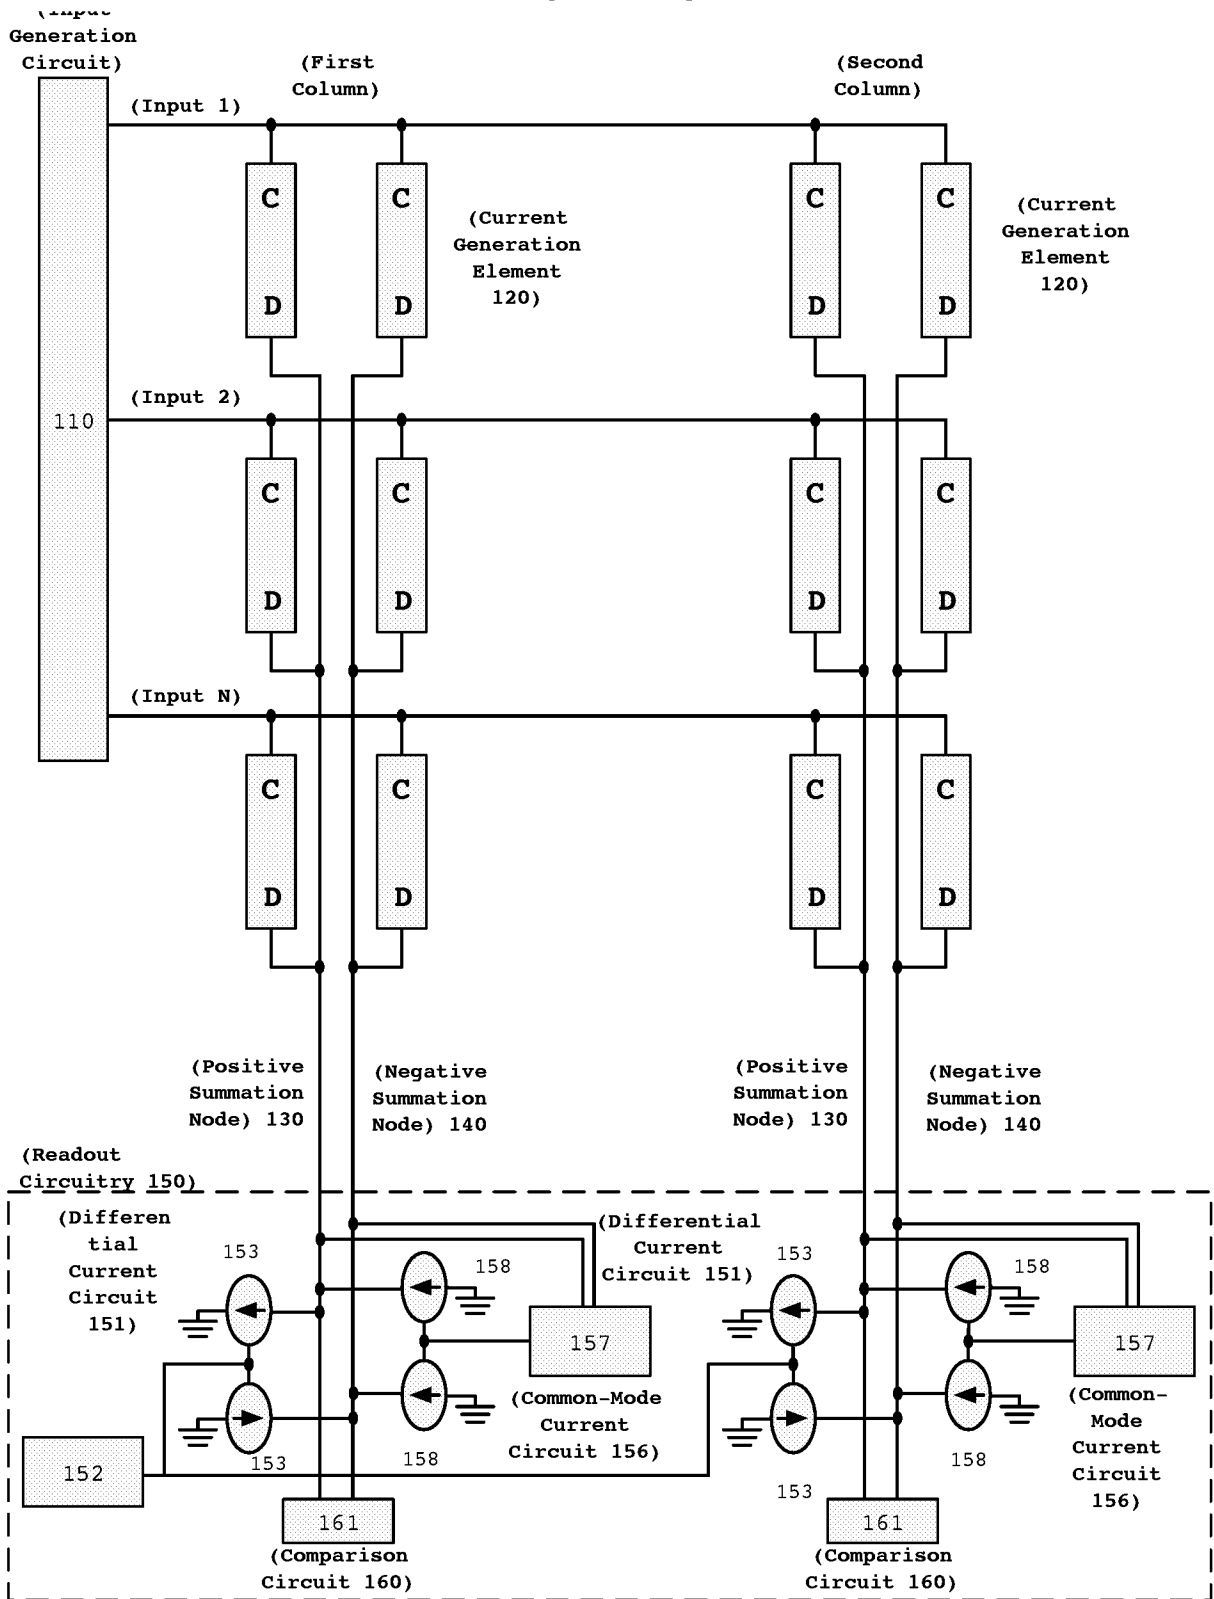 (Input
Generation
Circuit)
(First
Column)
(Second
Column)
(Input 1)
C
C
C
C
(Current
Generation
Element
120)
(Current
Generation
Element
120)
D
D
D
D
(Input 2)
110
C
C
C
C
D
D
D
D
(Input N)
C
C
C
C
D
D
D
D
(Positive
Summation
Node) 130
(Negative
Summation
Node) 140
(Positive
Summation
Node) 130
(Negative
Summation
Node) 140
(Readout
Circuitry 150)
(Differen
tial
Current
Circuit
151)
153
158
(Differential
Current
Circuit 151)
153
158
157
157
(Common-Mode
Current
Circuit 156)
(Common-
Mode
Current
Circuit
156)
152
153
158
153
158
161
161
(Comparison
Circuit 160)
(Comparison
Circuit 160)